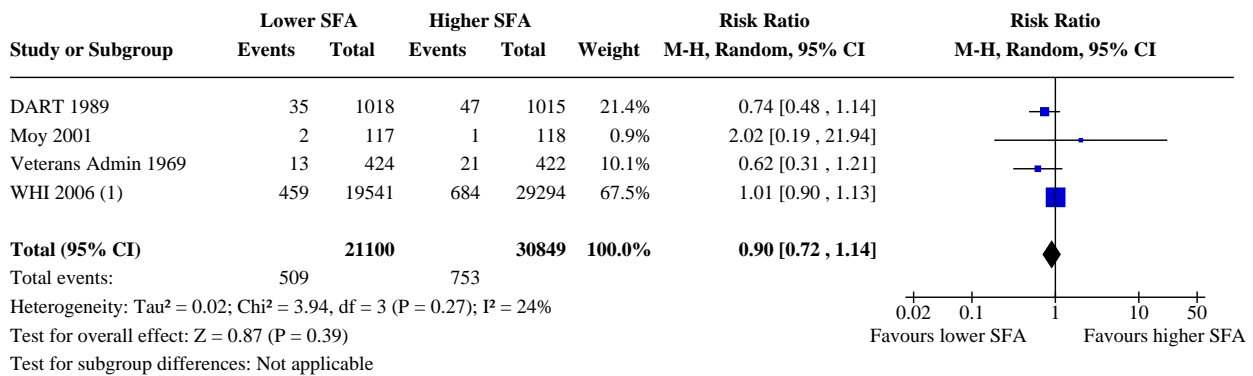 Lower SFA Higher SFA Risk Ratio Risk Ratio
Study or Subgroup Events Total Events Total Weight M-H, Random, 95% CI M-H, Random, 95% CI
DART 1989 35 1018 47 1015 21.4% 0.74 [0.48 , 1.14]
Moy 2001 2 117 1 118 0.9% 2.02 [0.19 , 21.94]
Veterans Admin 1969 13 424 21 422 10.1% 0.62 [0.31 , 1.21]
WHI 2006 (1) 459 19541 684 29294 67.5% 1.01 [0.90 , 1.13]
Total (95% CI) 21100 30849 100.0% 0.90 [0.72 , 1.14]
Total events: 509 753
Heterogeneity: Tau² = 0.02; Chi² = 3.94, df = 3 (P = 0.27); I² = 24%
0.02 0.1 1 10 50
Test for overall effect: Z = 0.87 (P = 0.39)
Favours lower SFA Favours higher SFA
Test for subgroup differences: Not applicable